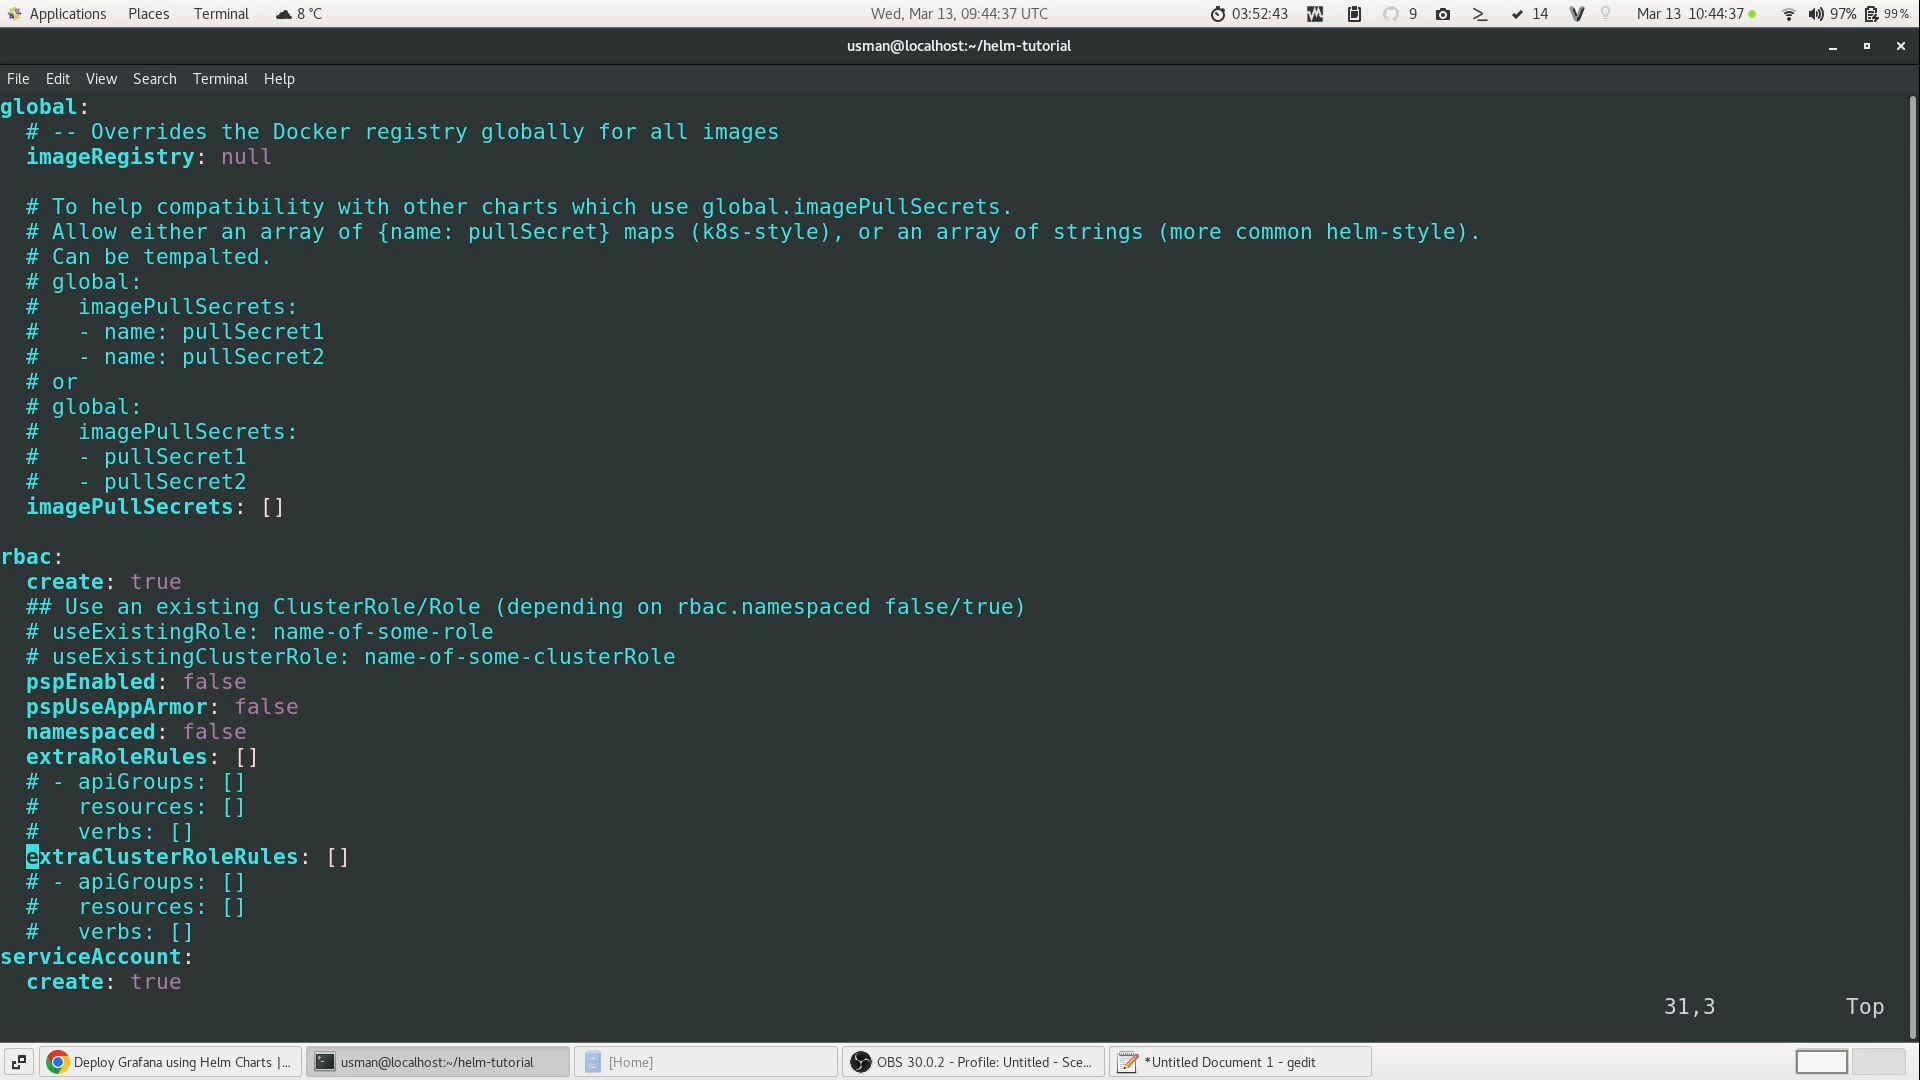 Applications Places Terminal 8 °C Wed, Mar 13, 09:44:37 UTC 03:52:43 9 14 Mar 13 10:44:37 97% 99%
usman@localhost:~/helm-tutorial
File Edit View Search Terminal Help
global:
  # -- Overrides the Docker registry globally for all images
  imageRegistry: null
  # To help compatibility with other charts which use global.imagePullSecrets.
  # Allow either an array of {name: pullSecret} maps (k8s-style), or an array of strings (more common helm-style).
  # Can be tempalted.
  # global:
  #   imagePullSecrets:
  #   - name: pullSecret1
  #   - name: pullSecret2
  # or
  # global:
  #   imagePullSecrets:
  #   - pullSecret1
  #   - pullSecret2
  imagePullSecrets: []
rbac:
  create: true
  ## Use an existing ClusterRole/Role (depending on rbac.namespaced false/true)
  # useExistingRole: name-of-some-role
  # useExistingClusterRole: name-of-some-clusterRole
  pspEnabled: false
  pspUseAppArmor: false
  namespaced: false
  extraRoleRules: []
  # - apiGroups: []
  #   resources: []
  #   verbs: []
  extraClusterRoleRules: []
  # - apiGroups: []
  #   resources: []
  #   verbs: []
serviceAccount:
  create: true
31,3 Top
Deploy Grafana using Helm Charts |... usman@localhost:~/helm-tutorial [Home] OBS 30.0.2 - Profile: Untitled - Sce... *Untitled Document 1 - gedit